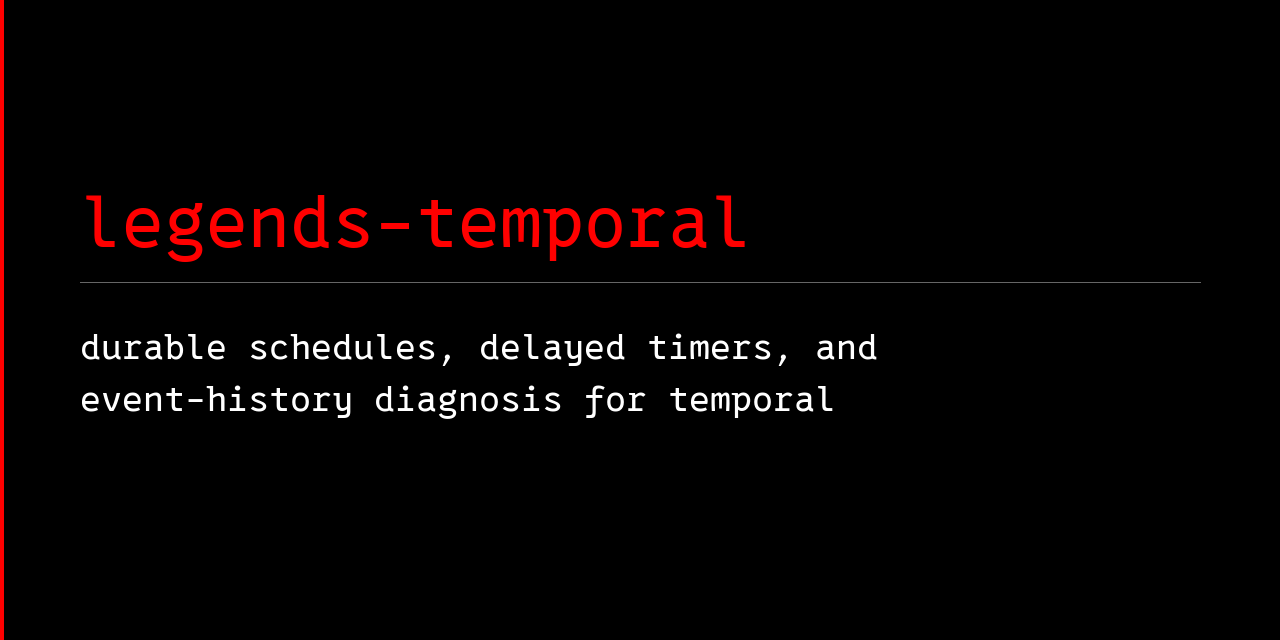 legends-temporal
durable schedules, delayed timers, and
event-history diagnosis for temporal